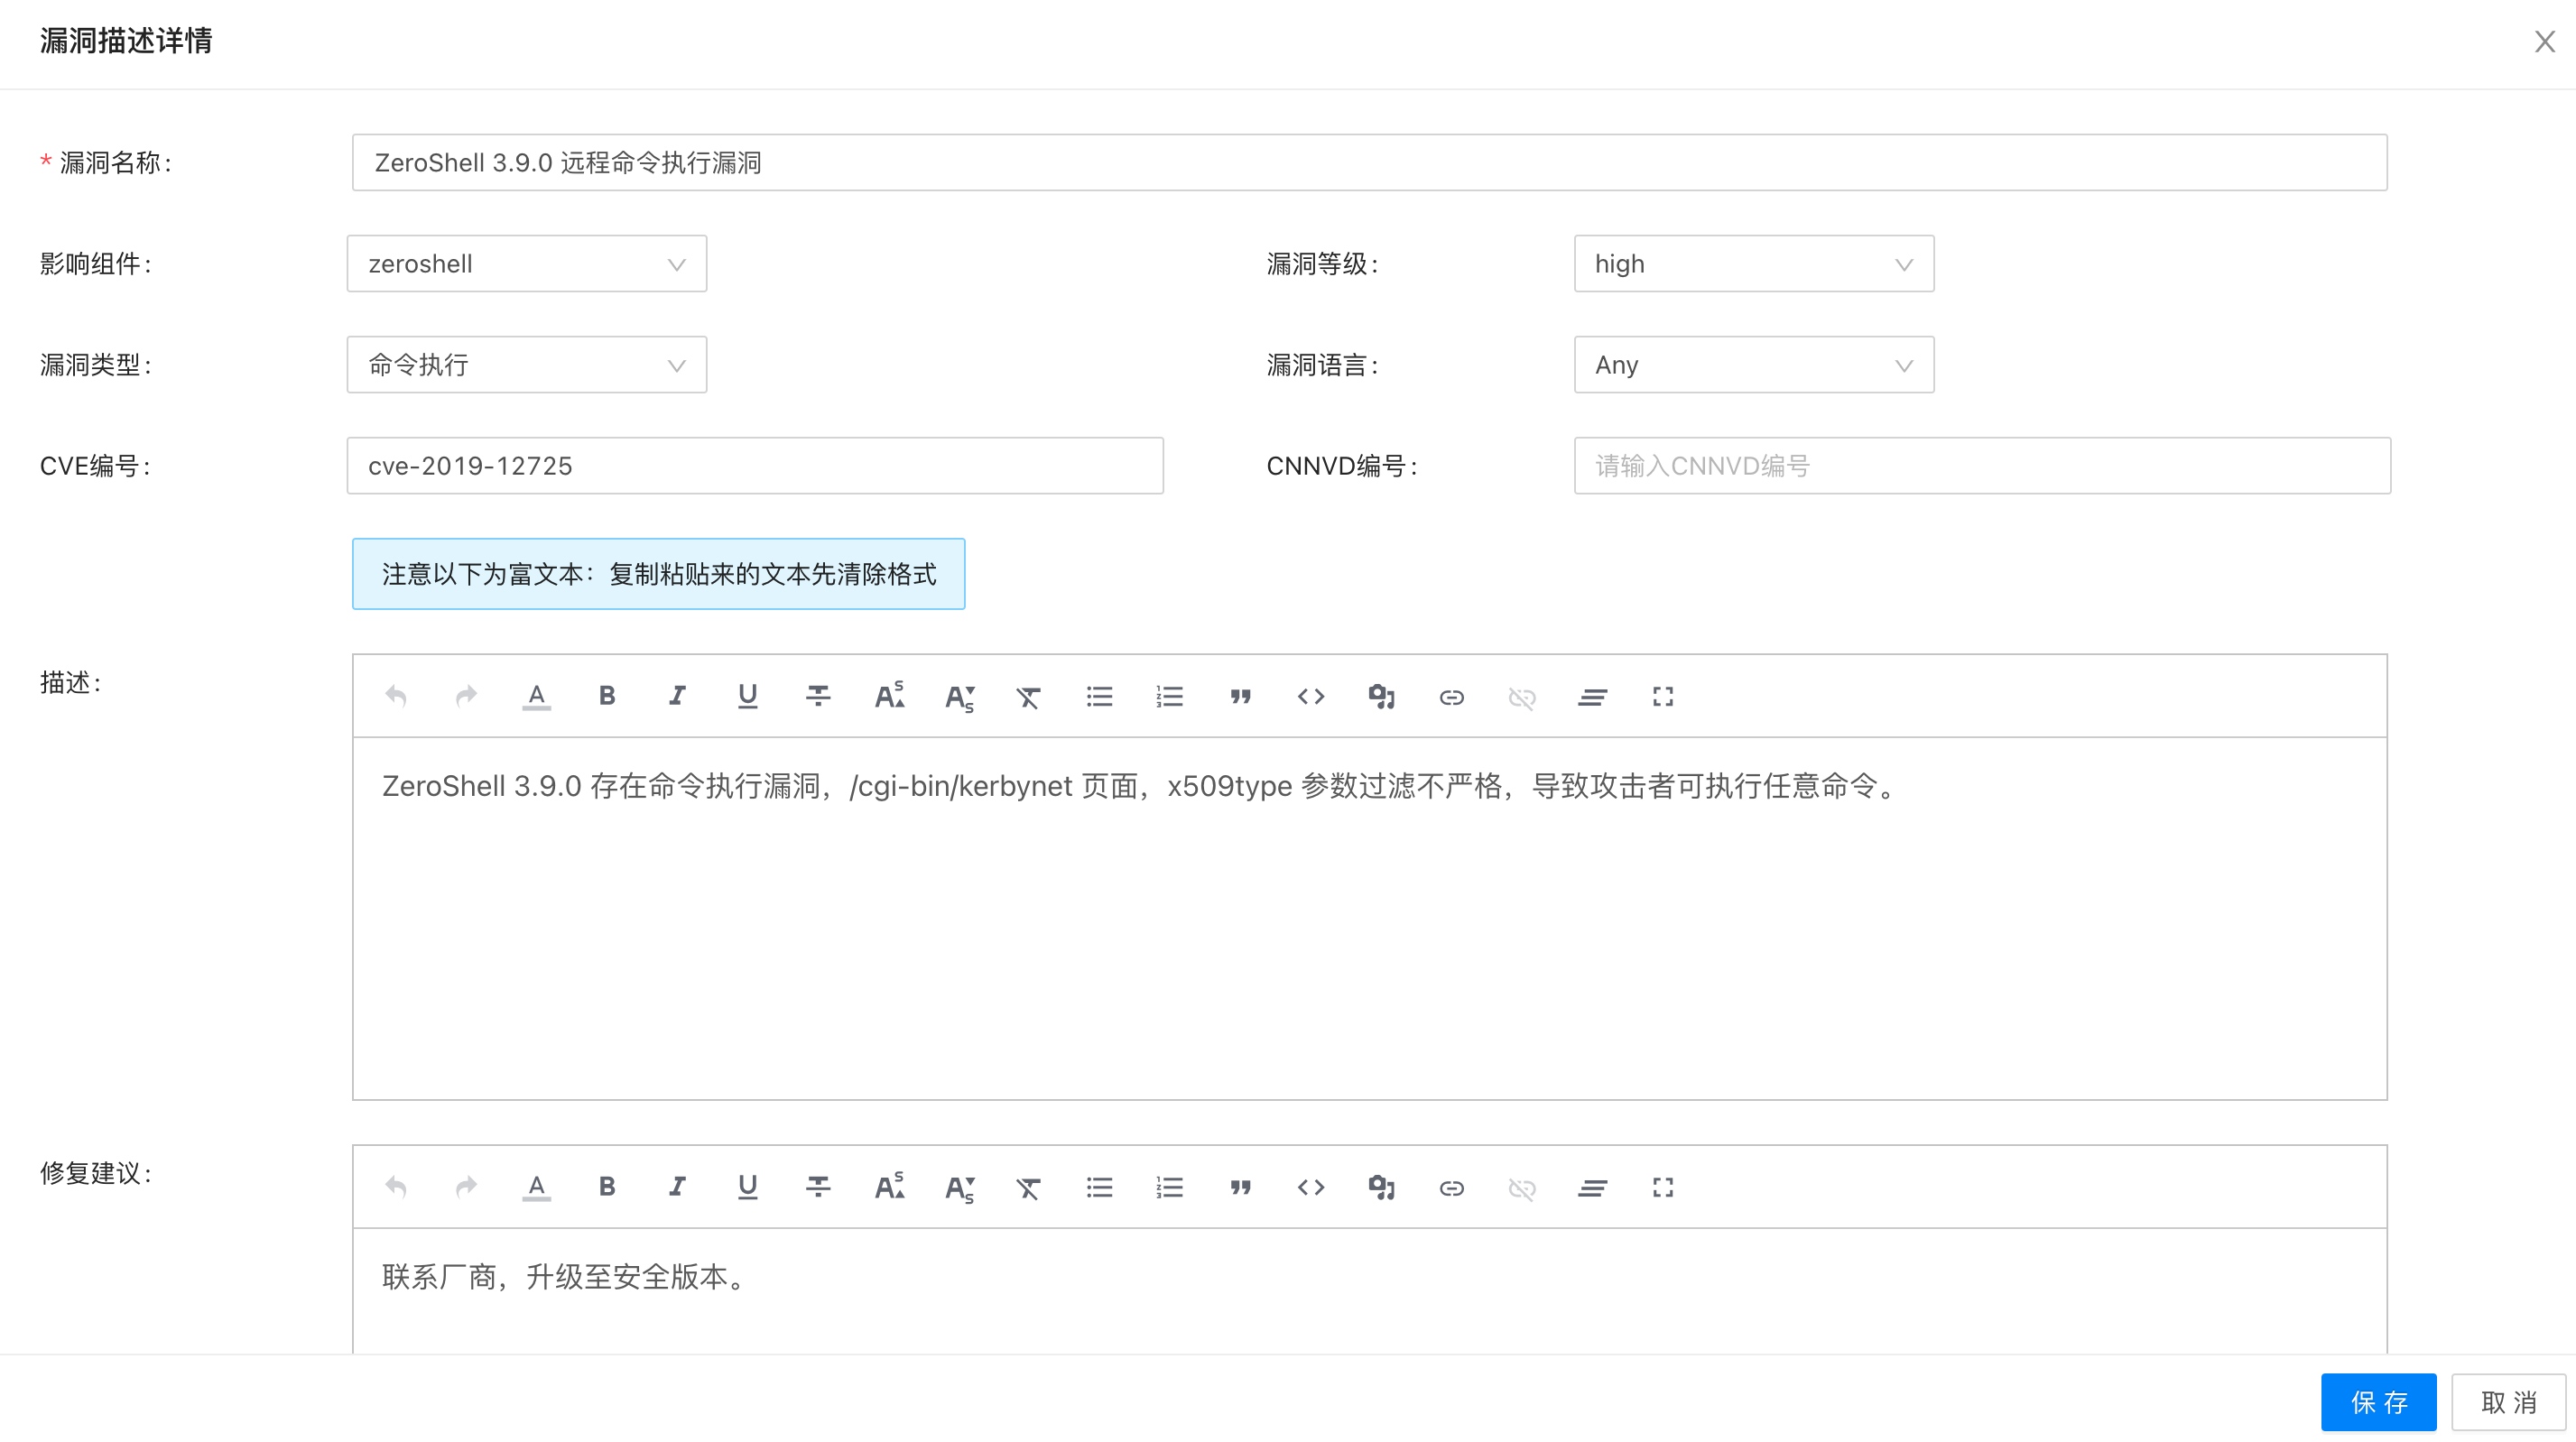 漏洞描述详情
* 漏洞名称:
ZeroShell 3.9.0 远程命令执行漏洞
影响组件:
zeroshell
漏洞等级:
high
漏洞类型:
命令执行
漏洞语言:
Any
CVE编号:
cve-2019-12725
CNNVD编号:
请输入CNNVD编号
注意以下为富文本：复制粘贴来的文本先清除格式
描述:
ZeroShell 3.9.0 存在命令执行漏洞，/cgi-bin/kerbynet 页面，x509type 参数过滤不严格，导致攻击者可执行任意命令。
修复建议:
联系厂商，升级至安全版本。
保 存
取 消